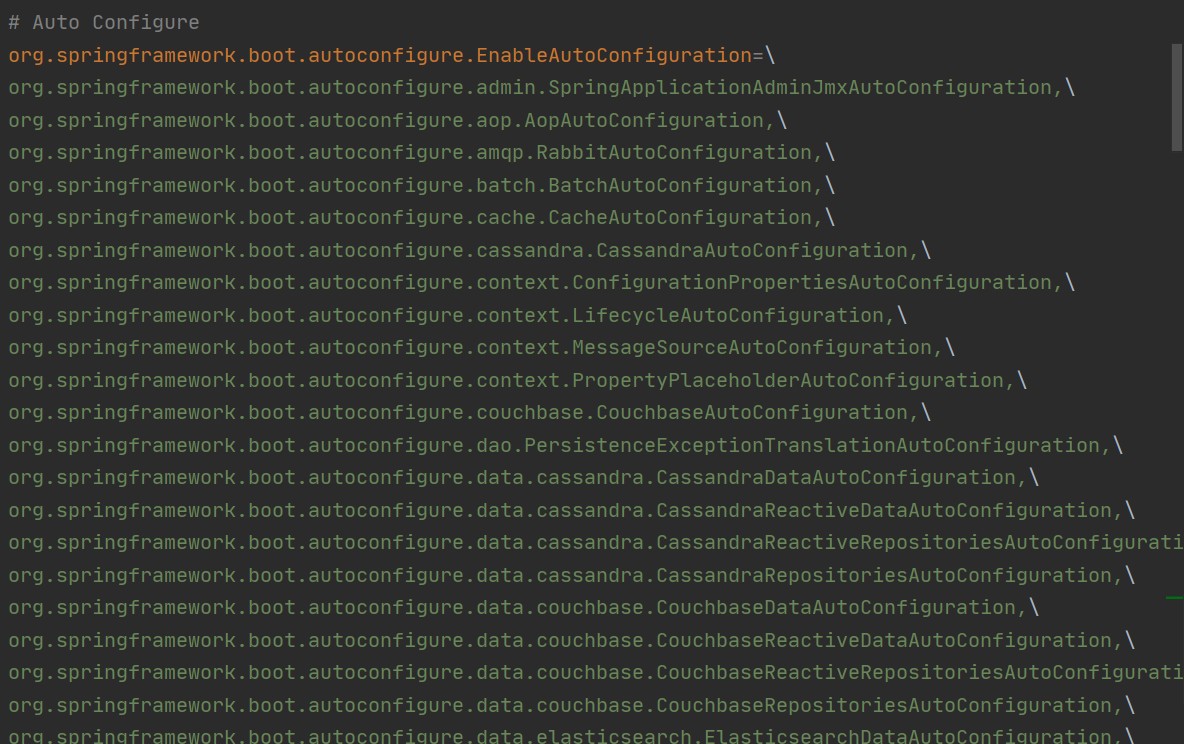 # Auto Configure
org.springframework.boot.autoconfigure.EnableAutoConfiguration=\
org.springframework.boot.autoconfigure.admin.SpringApplicationAdminJmxAutoConfiguration,\
org.springframework.boot.autoconfigure.aop.AopAutoConfiguration,\
org.springframework.boot.autoconfigure.amqp.RabbitAutoConfiguration,\
org.springframework.boot.autoconfigure.batch.BatchAutoConfiguration,\
org.springframework.boot.autoconfigure.cache.CacheAutoConfiguration,\
org.springframework.boot.autoconfigure.cassandra.CassandraAutoConfiguration,\
org.springframework.boot.autoconfigure.context.ConfigurationPropertiesAutoConfiguration,\
org.springframework.boot.autoconfigure.context.LifecycleAutoConfiguration,\
org.springframework.boot.autoconfigure.context.MessageSourceAutoConfiguration,\
org.springframework.boot.autoconfigure.context.PropertyPlaceholderAutoConfiguration,\
org.springframework.boot.autoconfigure.couchbase.CouchbaseAutoConfiguration,\
org.springframework.boot.autoconfigure.dao.PersistenceExceptionTranslationAutoConfiguration,\
org.springframework.boot.autoconfigure.data.cassandra.CassandraDataAutoConfiguration,\
org.springframework.boot.autoconfigure.data.cassandra.CassandraReactiveDataAutoConfiguration,\
org.springframework.boot.autoconfigure.data.cassandra.CassandraReactiveRepositoriesAutoConfigurati
org.springframework.boot.autoconfigure.data.cassandra.CassandraRepositoriesAutoConfiguration,\
org.springframework.boot.autoconfigure.data.couchbase.CouchbaseDataAutoConfiguration,\
org.springframework.boot.autoconfigure.data.couchbase.CouchbaseReactiveDataAutoConfiguration,\
org.springframework.boot.autoconfigure.data.couchbase.CouchbaseReactiveRepositoriesAutoConfigurati
org.springframework.boot.autoconfigure.data.couchbase.CouchbaseRepositoriesAutoConfiguration,\
org.springframework.boot.autoconfigure.data.elasticsearch.ElasticsearchDataAutoConfiguration,\